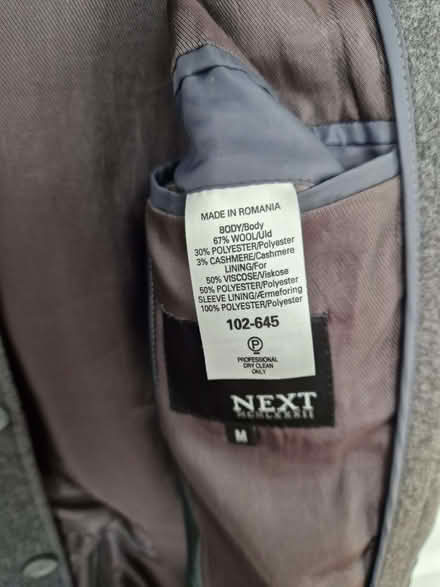 MADE IN ROMANIA
BODY/Body
67% WOOL/Uld
30% POLYESTER/Polyester
3% CASHMERE/Cashmere
LINING/For
50% VISCOSE/Viskose
50% POLYESTER/Polyester
SLEEVE LINING/Ærmeforing
100% POLYESTER/Polyester
102-645
P
PROFESSIONAL
DRY CLEAN
ONLY
NEXT
MCMLXXXII
M